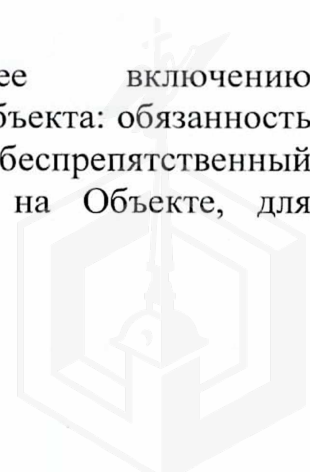 ее включению
бъекта: обязанность
беспрепятственный
на Объекте, для